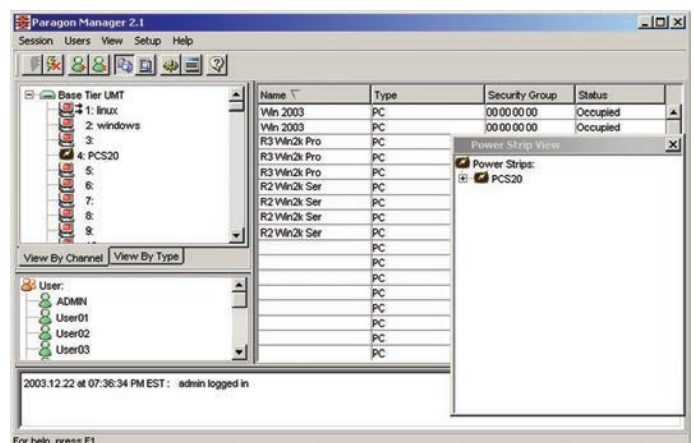 Paragon Manager 2.1
Session Users View Setup Help
Base Tier UMT
1: linux
2: windows
3:
4: PCS20
5:
6:
7:
8:
9:
View By Channel View By Type
User:
ADMIN
User01
User02
User03
Name Type Security Group Status
Win 2003 PC 00 00 00 00 Occupied
Win 2003 PC 00 00 00 00 Occupied
R3 Win2k Pro PC
R3 Win2k Pro PC
R3 Win2k Pro PC
R2 Win2k Ser PC
R2 Win2k Ser PC
R2 Win2k Ser PC
R2 Win2k Ser PC
PC
PC
PC
PC
PC
PC
PC
PC
Power Strip View
Power Strips:
PCS20
2003.12.22 at 07:36:34 PM EST : admin logged in
For help, press F1